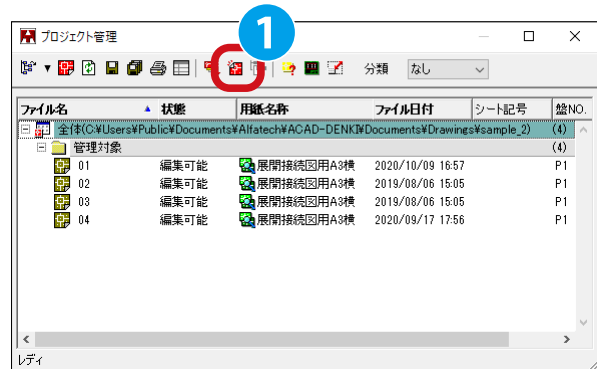 プロジェクト管理
1
分類 なし
ファイル名 状態 用紙名称 ファイル日付 シート記号 盤NO.
全体(C:¥Users¥Public¥Documents¥Alfatech¥ACAD-DENKI¥Documents¥Drawings¥sample_2) (4)
管理対象 (4)
01 編集可能 展開接続図用A3横 2020/10/09 16:57 P1
02 編集可能 展開接続図用A3横 2019/08/06 15:05 P1
03 編集可能 展開接続図用A3横 2019/08/06 15:05 P1
04 編集可能 展開接続図用A3横 2020/09/17 17:56 P1
レディ